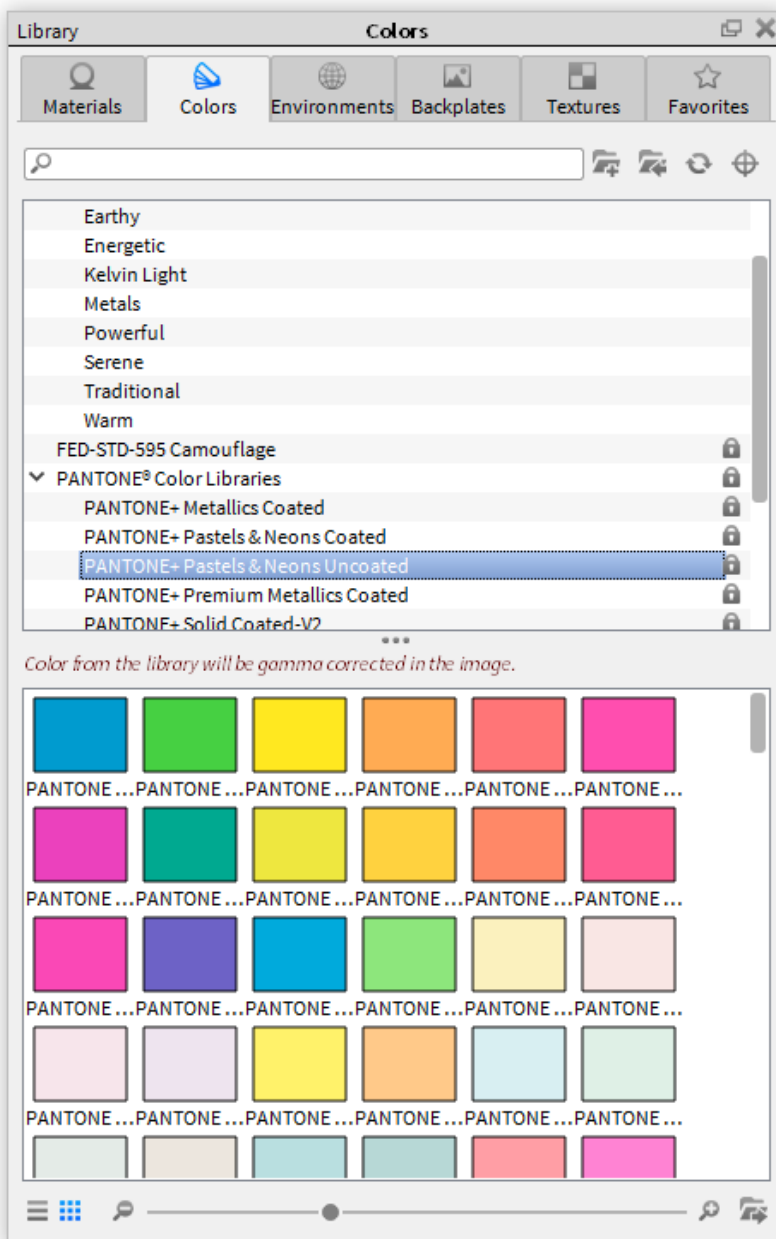 Library Colors
Materials Colors Environments Backplates Textures Favorites
Earthy
Energetic
Kelvin Light
Metals
Powerful
Serene
Traditional
Warm
FED-STD-595 Camouflage
PANTONE® Color Libraries
PANTONE+ Metallics Coated
PANTONE+ Pastels & Neons Coated
PANTONE+ Pastels & Neons Uncoated
PANTONE+ Premium Metallics Coated
PANTONE+ Solid Coated-V2
Color from the library will be gamma corrected in the image.
PANTONE ... PANTONE ... PANTONE ... PANTONE ... PANTONE ... PANTONE ...
PANTONE ... PANTONE ... PANTONE ... PANTONE ... PANTONE ... PANTONE ...
PANTONE ... PANTONE ... PANTONE ... PANTONE ... PANTONE ... PANTONE ...
PANTONE ... PANTONE ... PANTONE ... PANTONE ... PANTONE ... PANTONE ...